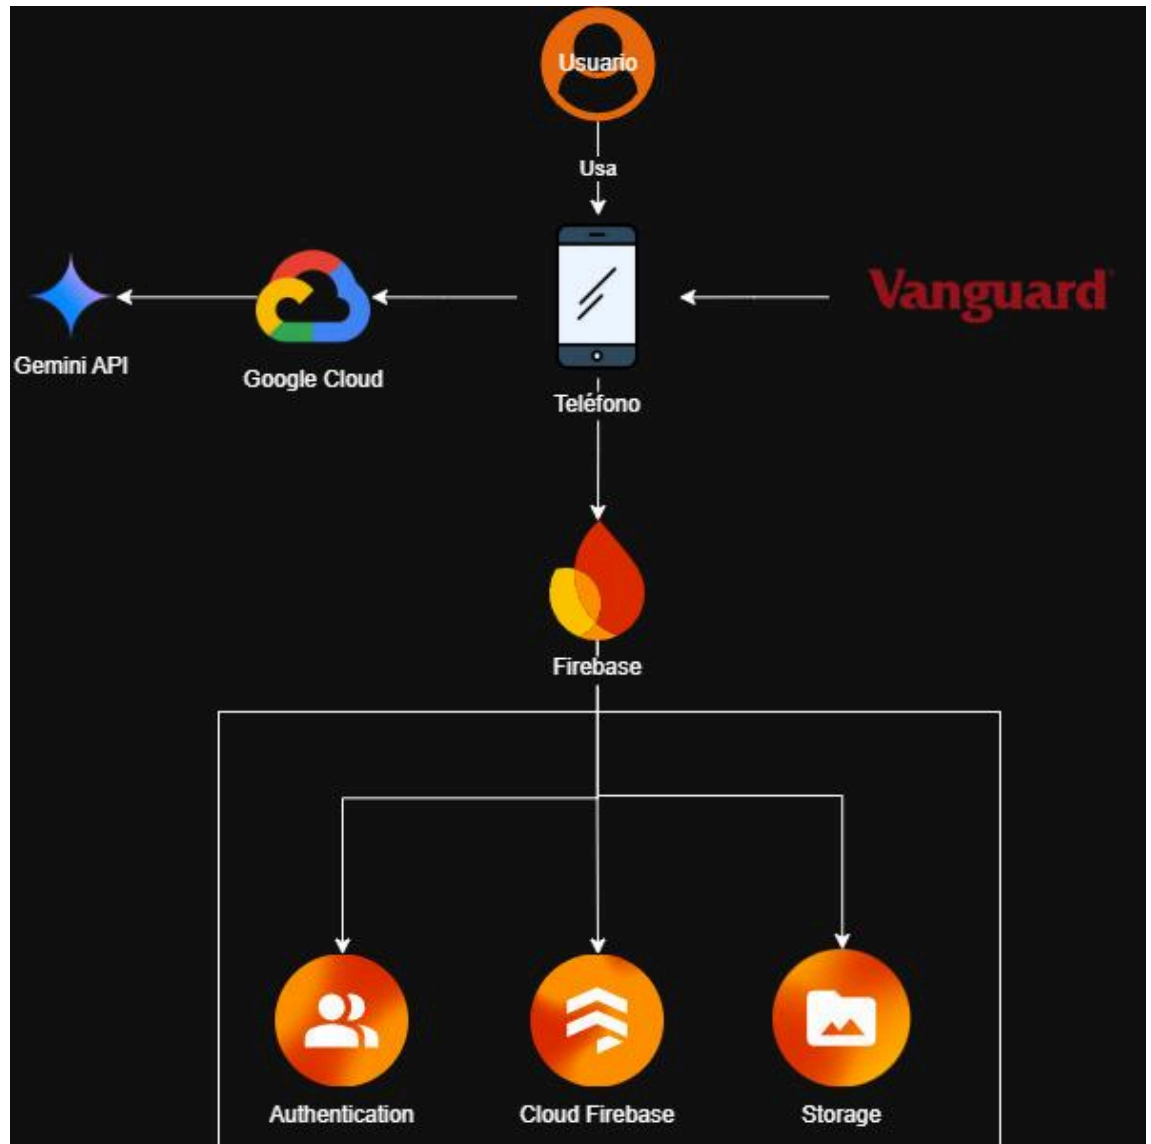 Usuario
Usa
Vanguard
Gemini API
Google Cloud
Teléfono
Firebase
Authentication
Cloud Firebase
Storage